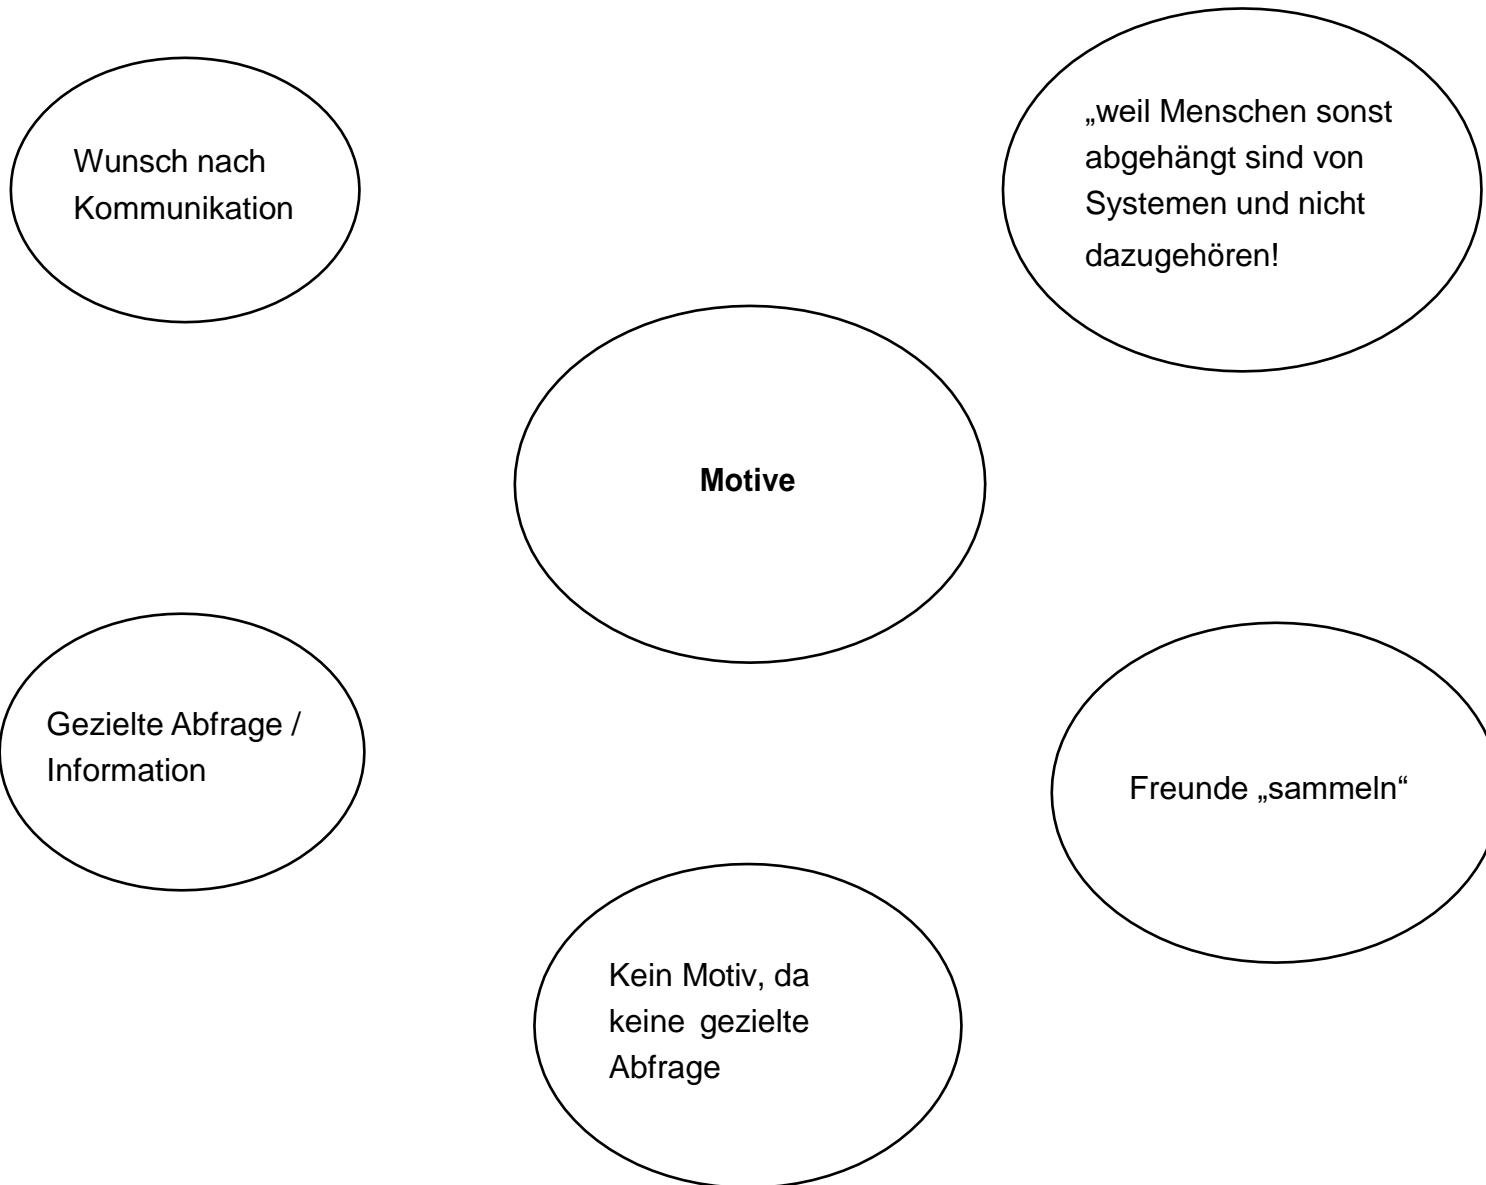 Wunsch nach
Kommunikation
„weil Menschen sonst
abgehängt sind von
Systemen und nicht
dazugehören!
Motive
Gezielte Abfrage /
Information
Freunde „sammeln“
Kein Motiv, da
keine gezielte
Abfrage